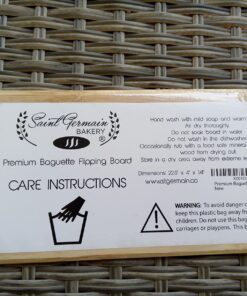 Saint Germain
BAKERY
®
Premium Baguette Flipping Board
CARE INSTRUCTIONS
Hand wash with mild soap and warm
Air dry thoroughly.
Do not soak board in water
Do not wash in the dishwasher
Occasionally rub with a food safe mineral
wood from drying out.
Store in a dry area away from extreme
Dimensions: 22.5" x 4" x 1/4"
www.stgermain.co
Premium Baguet
New
WARNING: To avoid danger o
keep this plastic bag away from
children. Do not use this bag
carriages or playpens. This bag